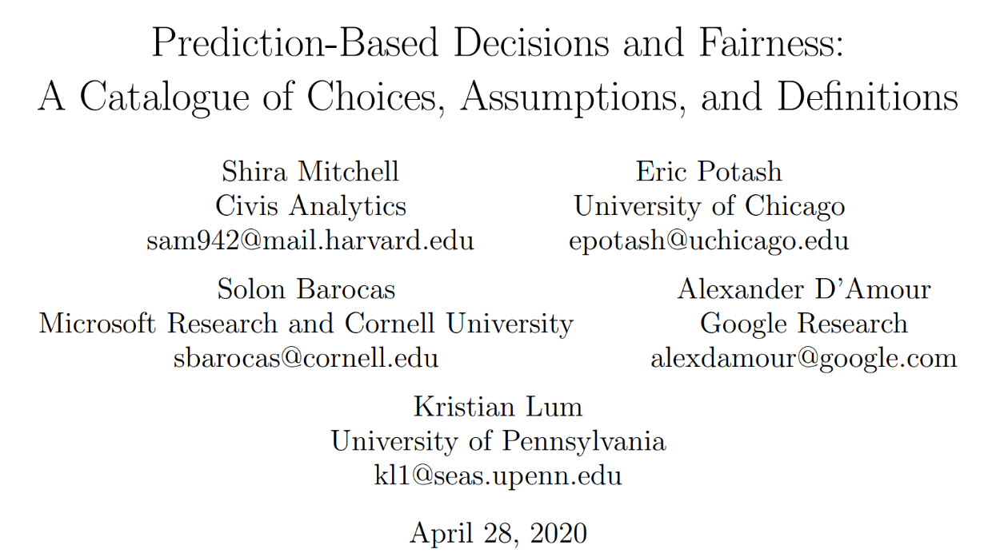 Prediction-Based Decisions and Fairness:
A Catalogue of Choices, Assumptions, and Definitions
Shira Mitchell
Civis Analytics
sam942@mail.harvard.edu
Eric Potash
University of Chicago
epotash@uchicago.edu
Solon Barocas
Microsoft Research and Cornell University
sbarocas@cornell.edu
Alexander D'Amour
Google Research
alexdamour@google.com
Kristian Lum
University of Pennsylvania
kl1@seas.upenn.edu
April 28, 2020